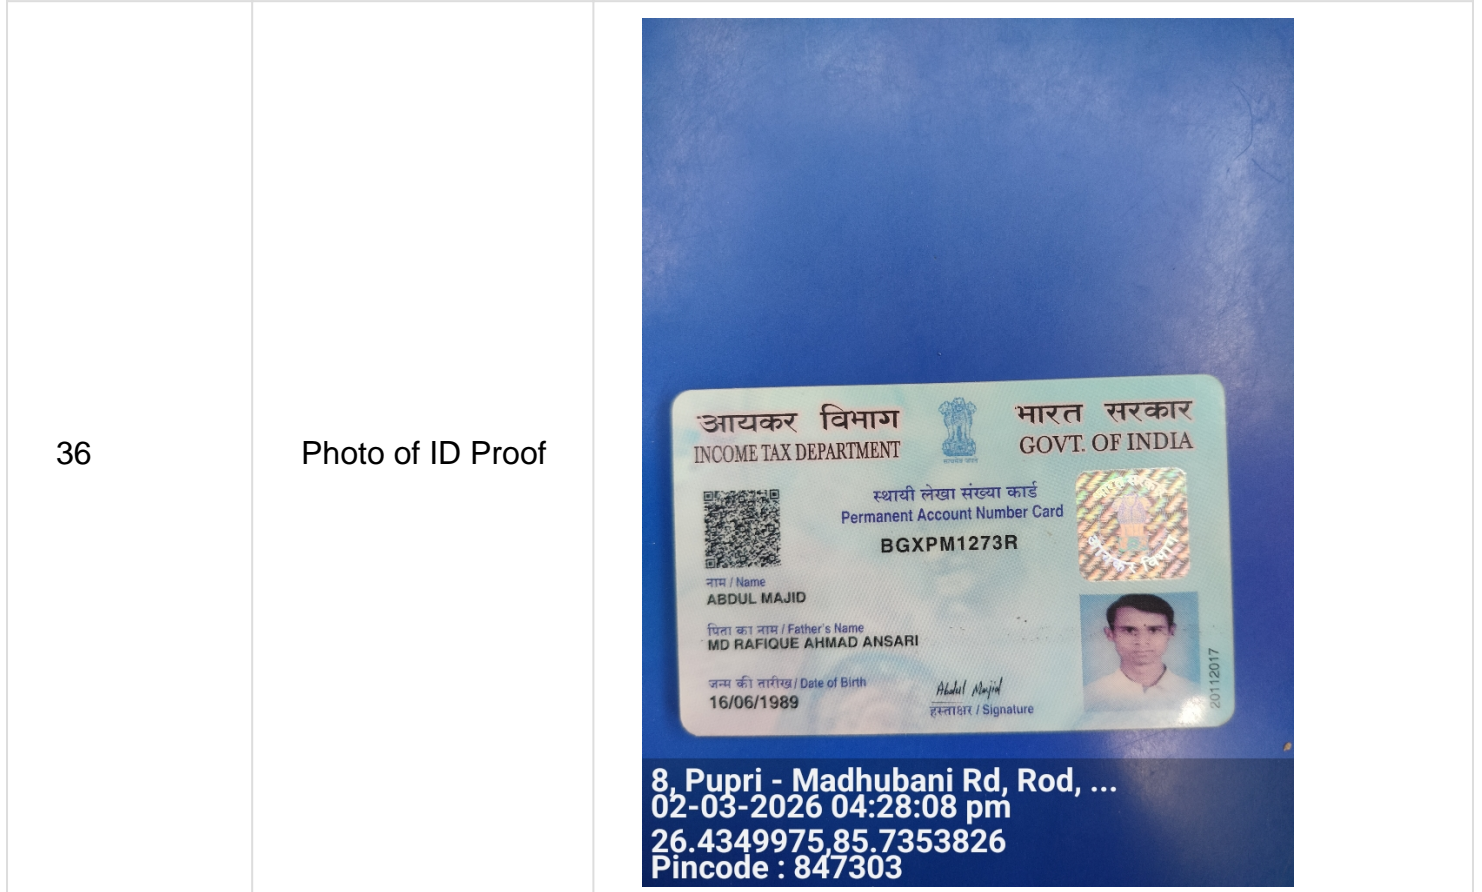 36
Photo of ID Proof
आयकर विभाग
INCOME TAX DEPARTMENT
भारत सरकार
GOVT. OF INDIA
सत्यमेव जयते
स्थायी लेखा संख्या कार्ड
Permanent Account Number Card
BGXPM1273R
नाम / Name
ABDUL MAJID
पिता का नाम / Father's Name
MD RAFIQUE AHMAD ANSARI
जन्म की तारीख / Date of Birth
16/06/1989
Abdul Majid
हस्ताक्षर / Signature
20112017
8, Pupri - Madhubani Rd, Rod, ...
02-03-2026 04:28:08 pm
26.4349975,85.7353826
Pincode : 847303